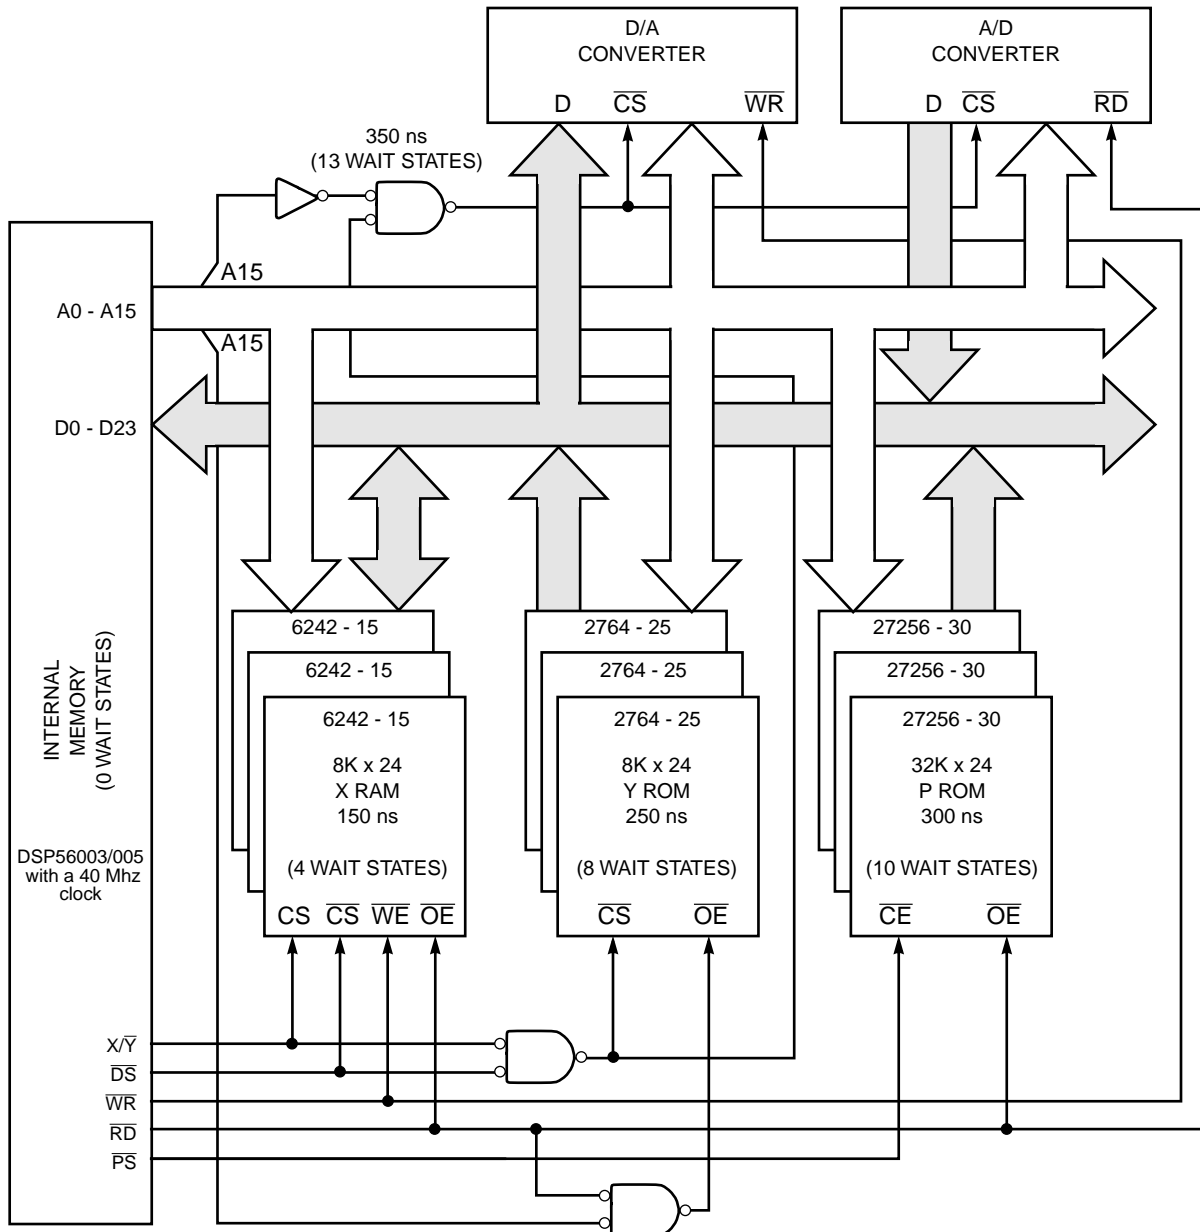 D/A
CONVERTER
D CS WR
A/D
CONVERTER
D CS RD
350 ns
(13 WAIT STATES)
A15
A0 - A15
A15
D0 - D23
6242 - 15
6242 - 15
6242 - 15
8K x 24
X RAM
150 ns
(4 WAIT STATES)
CS CS WE OE
2764 - 25
2764 - 25
2764 - 25
8K x 24
Y ROM
250 ns
(8 WAIT STATES)
CS OE
27256 - 30
27256 - 30
27256 - 30
32K x 24
P ROM
300 ns
(10 WAIT STATES)
CE OE
INTERNAL
MEMORY
(0 WAIT STATES)
DSP56003/005
with a 40 Mhz
clock
X/Y
DS
WR
RD
PS